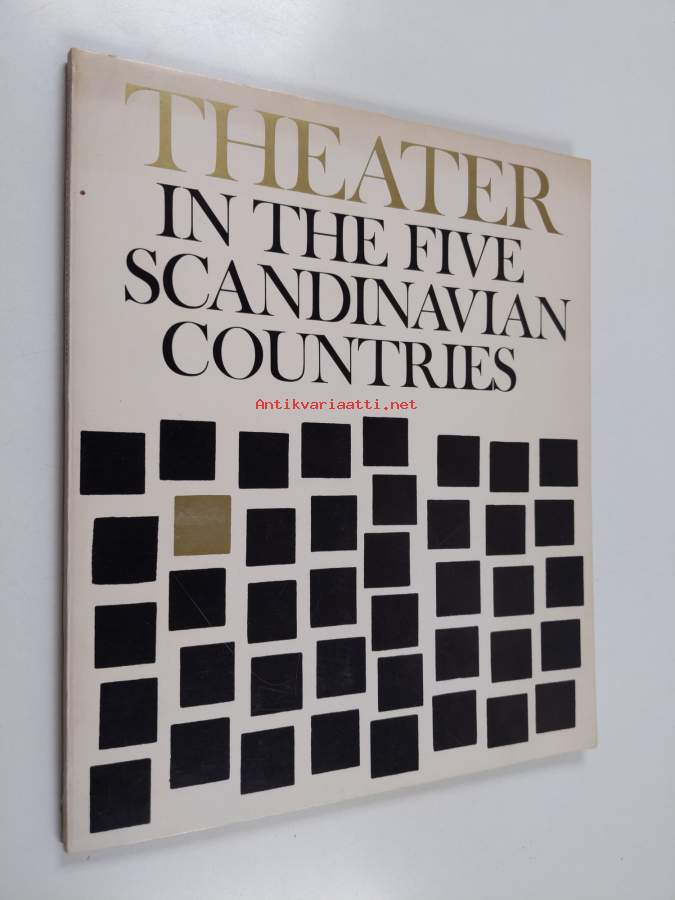 THEATER
IN THE FIVE
SCANDINAVIAN
COUNTRIES
Antikvariaatti.net